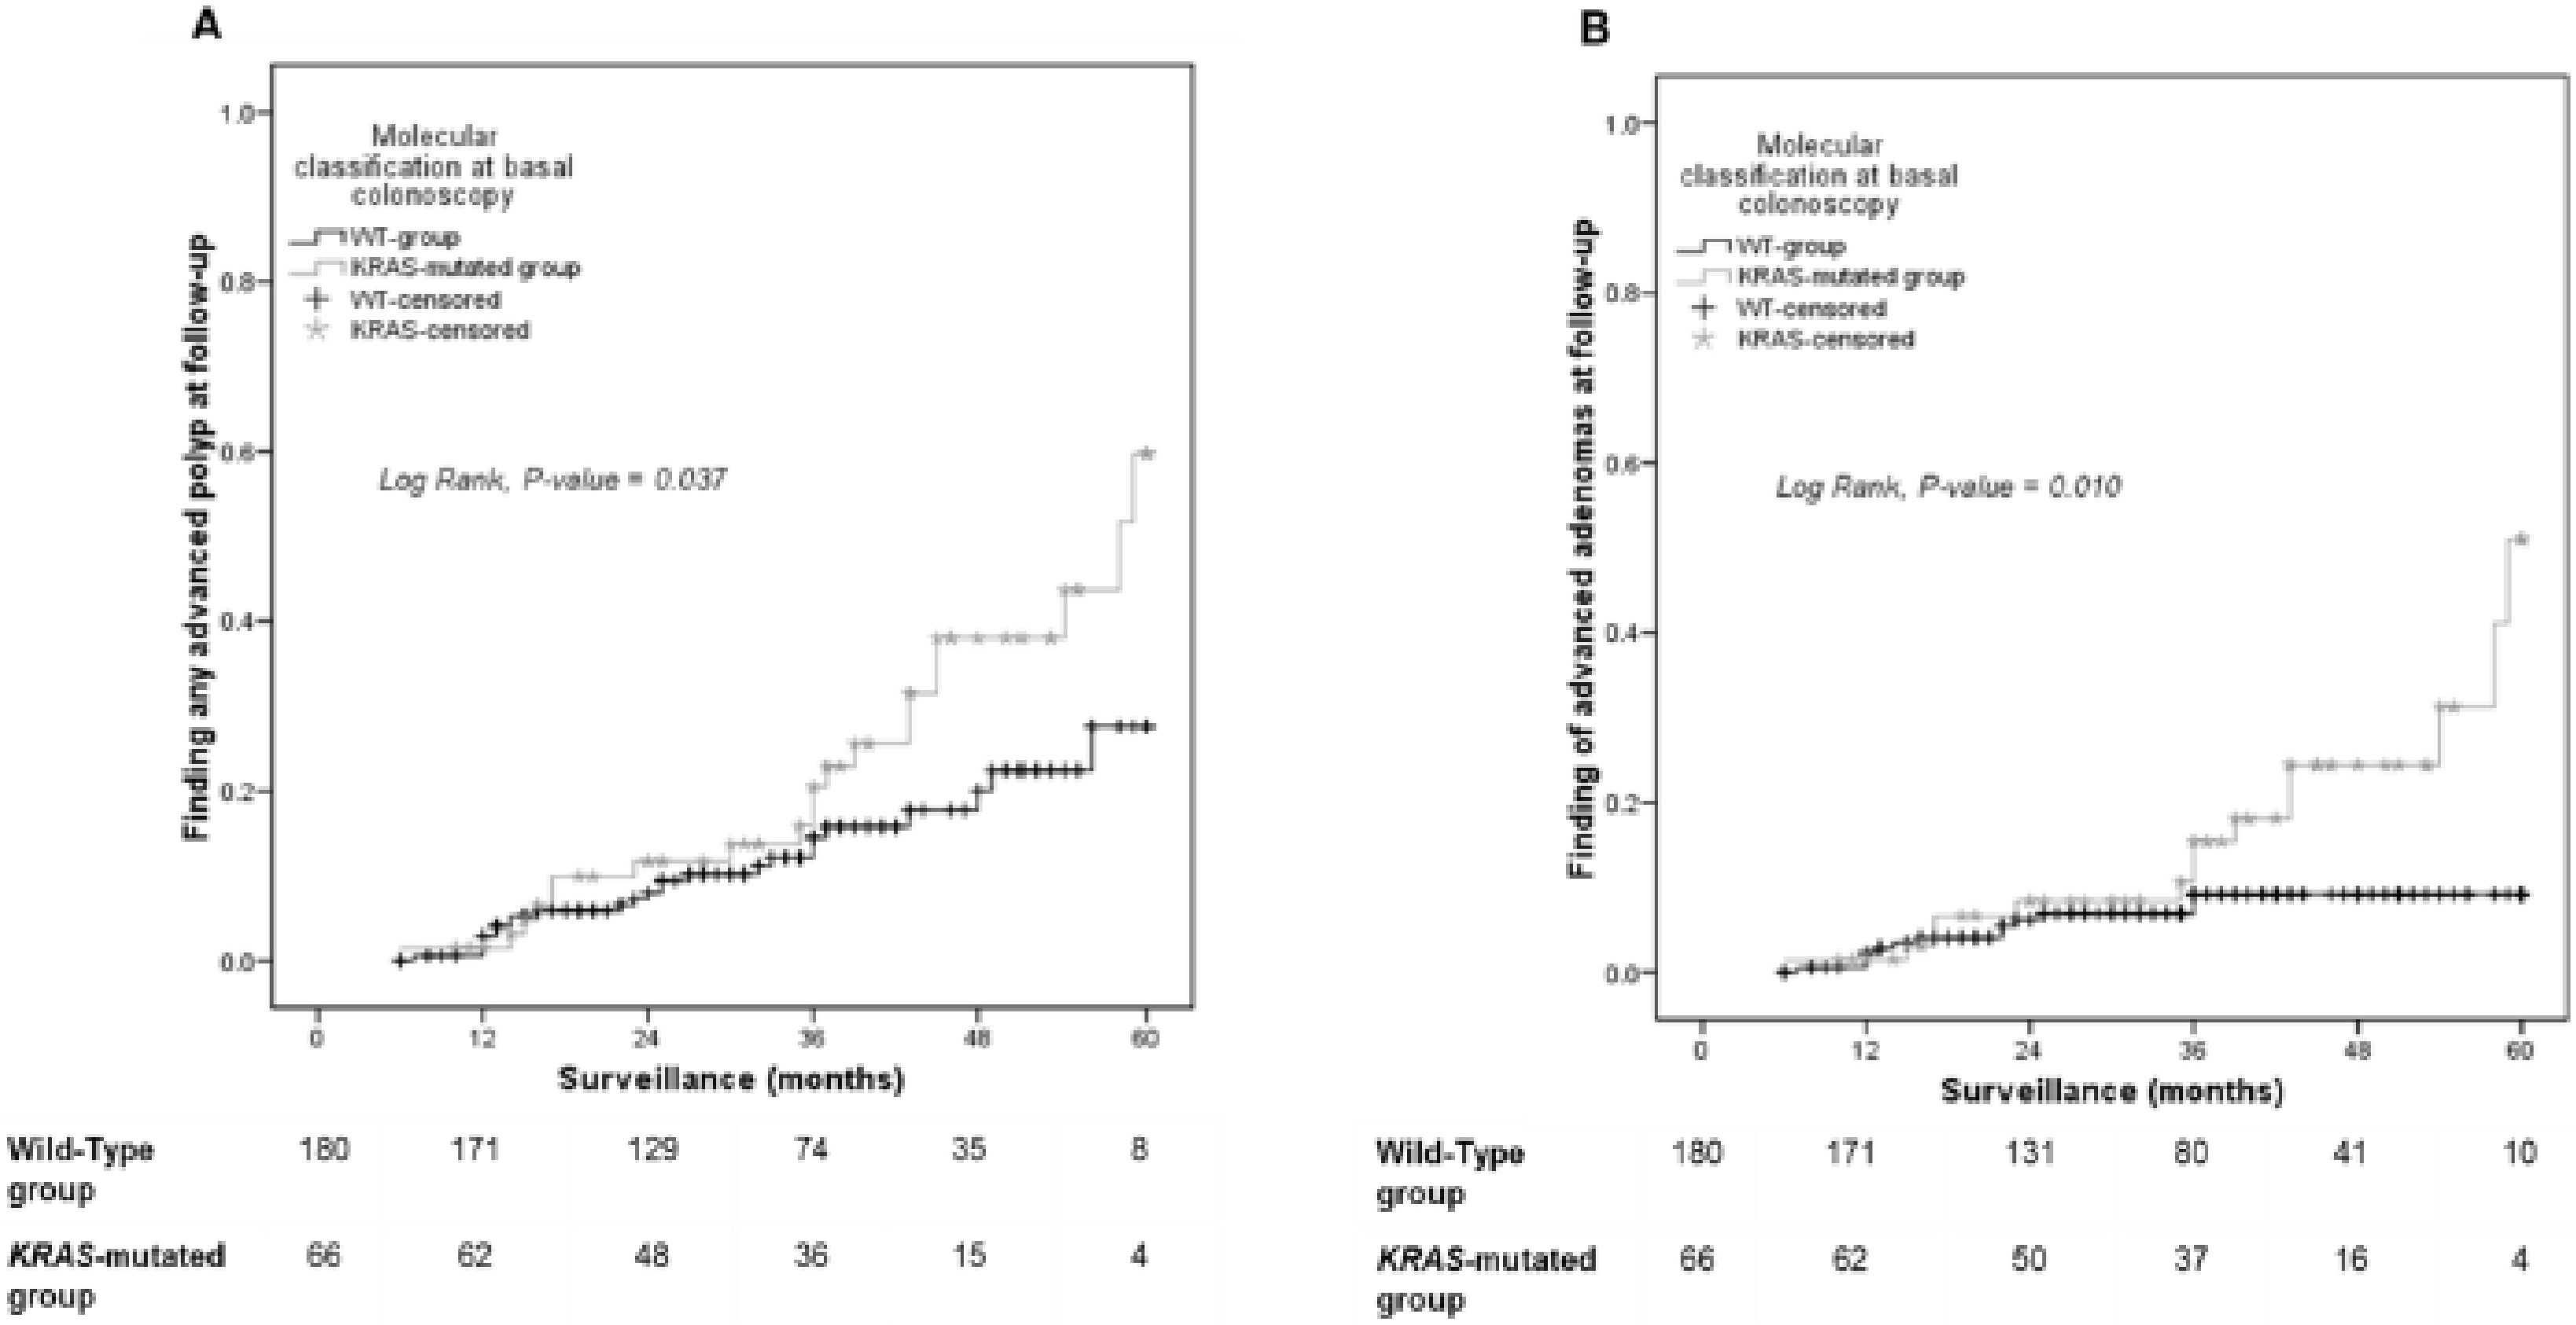 A
Finding any advanced polyp at follow-up
1.0
0.8
0.6
0.4
0.2
0.0
Molecular
classification at basal
colonoscopy
WT-group
KRAS-mutated group
WT-censored
KRAS-censored
Log Rank, P-value = 0.037
0 12 24 36 48 60
Surveillance (months)
Wild-Type group 180 171 129 74 35 8
KRAS-mutated group 66 62 48 36 15 4
B
Finding of advanced adenomas at follow-up
1.0
0.8
0.6
0.4
0.2
0.0
Molecular
classification at basal
colonoscopy
WT-group
KRAS-mutated group
WT-censored
KRAS-censored
Log Rank, P-value = 0.010
0 12 24 36 48 60
Surveillance (months)
Wild-Type group 180 171 131 80 41 10
KRAS-mutated group 66 62 50 37 16 4